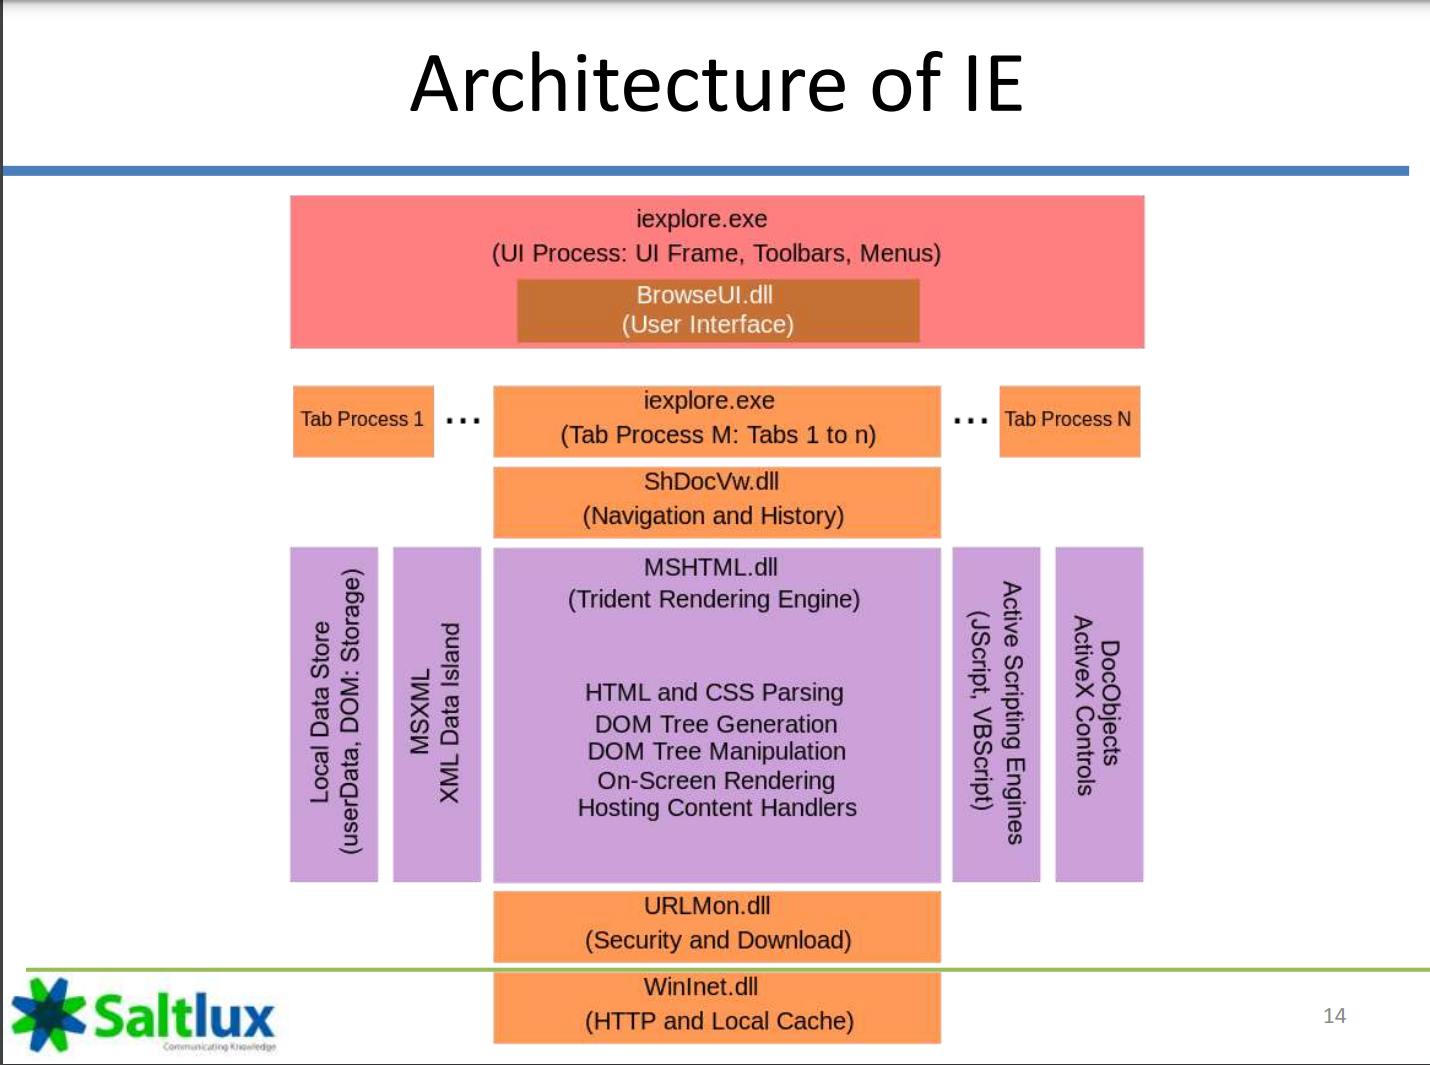 Architecture of IE
iexplore.exe
(UI Process: UI Frame, Toolbars, Menus)
BrowseUI.dll
(User Interface)
Tab Process 1
...
iexplore.exe
(Tab Process M: Tabs 1 to n)
...
Tab Process N
ShDocVw.dll
(Navigation and History)
Local Data Store
(userData, DOM: Storage)
MSXML
XML Data Island
MSHTML.dll
(Trident Rendering Engine)
HTML and CSS Parsing
DOM Tree Generation
DOM Tree Manipulation
On-Screen Rendering
Hosting Content Handlers
Active Scripting Engines
(JScript, VBScript)
DocObjects
ActiveX Controls
URLMon.dll
(Security and Download)
WinInet.dll
(HTTP and Local Cache)
Saltlux
Communicating Knowledge
14